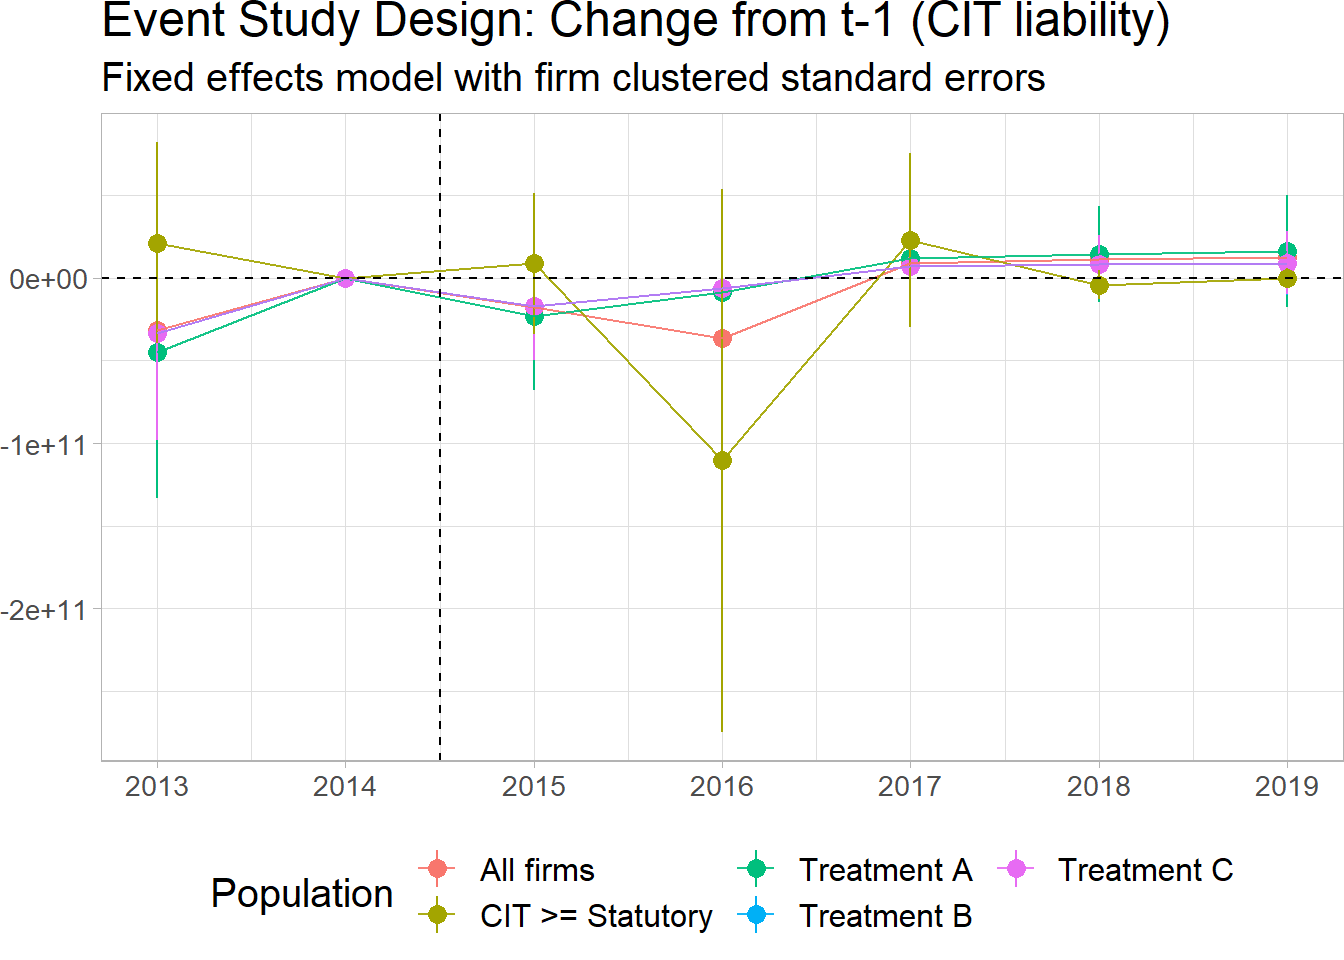 Event Study Design: Change from t-1 (CIT liability)
Fixed effects model with firm clustered standard errors
0e+00
-1e+11
-2e+11
2013 2014 2015 2016 2017 2018 2019
Population
All firms
CIT >= Statutory
Treatment A
Treatment B
Treatment C